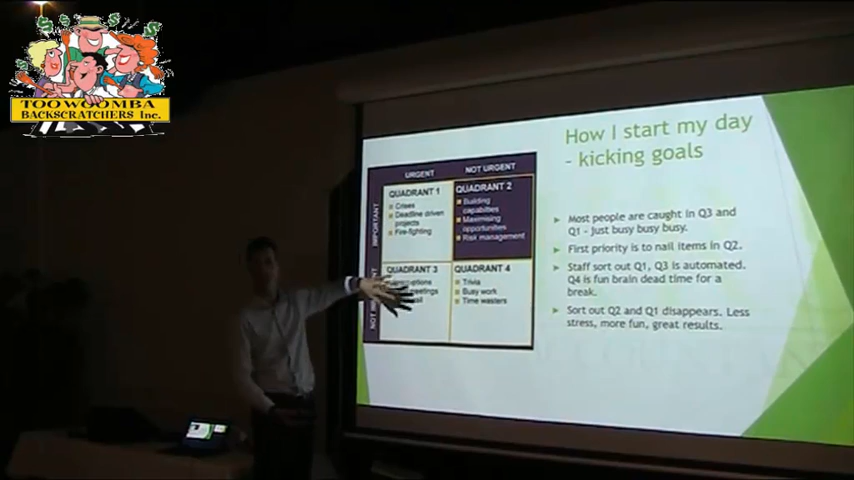 TOOWOOMBA
BACKSCRATCHERS Inc.
How I start my day
- kicking goals
URGENT
NOT URGENT
IMPORTANT
QUADRANT 1
Crises
Deadline driven
projects
Fire-fighting
QUADRANT 2
Building
capabilities
Maximising
opportunities
Risk management
NOT
QUADRANT 3
meetings
QUADRANT 4
Trivia
Busy work
Time wasters
Most people are caught in Q3 and
Q1 - just busy busy busy.
First priority is to nail items in Q2.
Staff sort out Q1, Q3 is automated.
Q4 is fun brain dead time for a
break.
Sort out Q2 and Q1 disappears. Less
stress, more fun, great results.